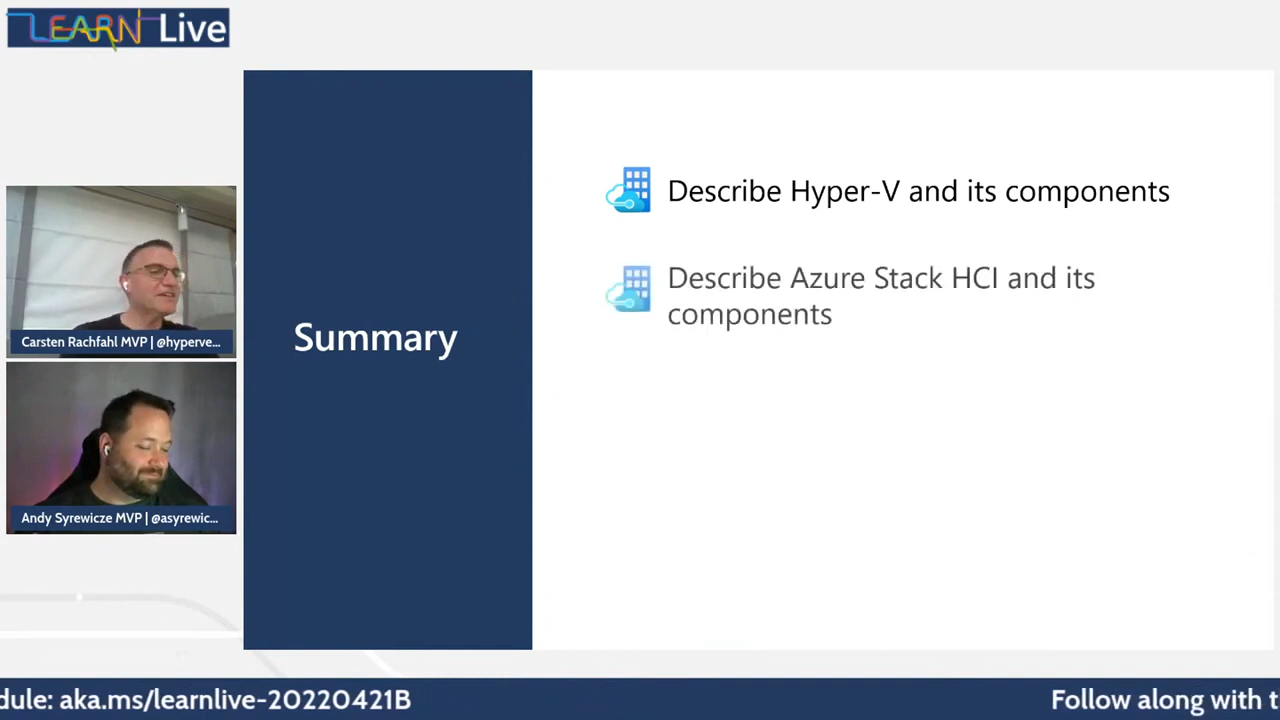 LEARN Live
Describe Hyper-V and its components
Describe Azure Stack HCI and its
components
Summary
Carsten Rachfahl MVP | @hyperve...
Andy Syrewicze MVP | @asyrewic...
dule: aka.ms/learnlive-20220421B
Follow along with t